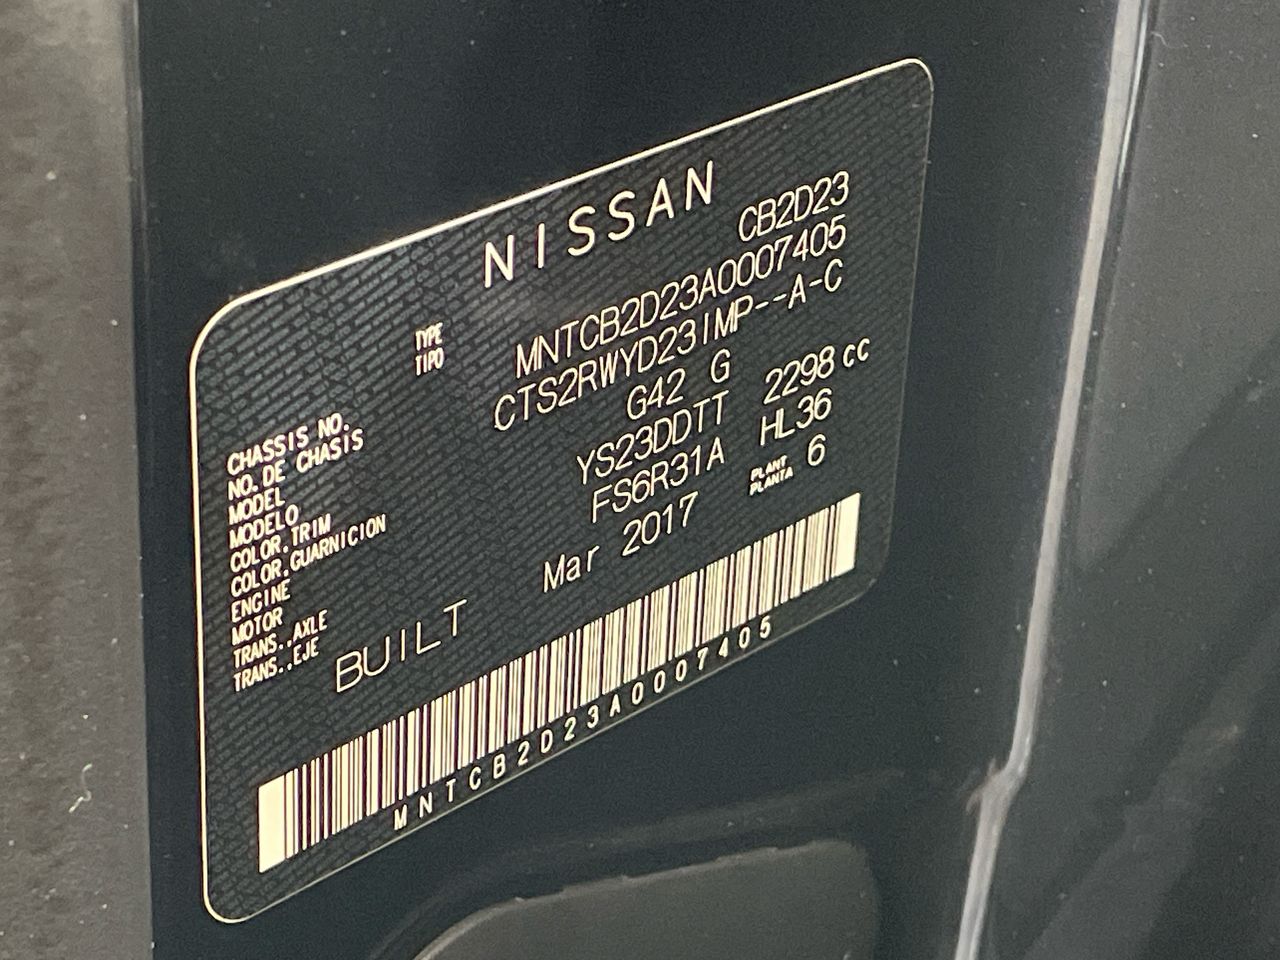 NISSAN
TYPE CB2D23
TIPO
CHASSIS NO. MNTCB2D23A0007405
NO. DE CHASIS
MODEL CTS2RWYD23IMP--A-C
MODELO
COLOR, TRIM G42 G
COLOR, GUARNICION
ENGINE YS23DDTT 2298 cc
MOTOR
TRANS., AXLE FS6R31A HL36
TRANS., EJE
BUILT Mar 2017 PLANT 6
PLANTA
MNTCB2D23A0007405